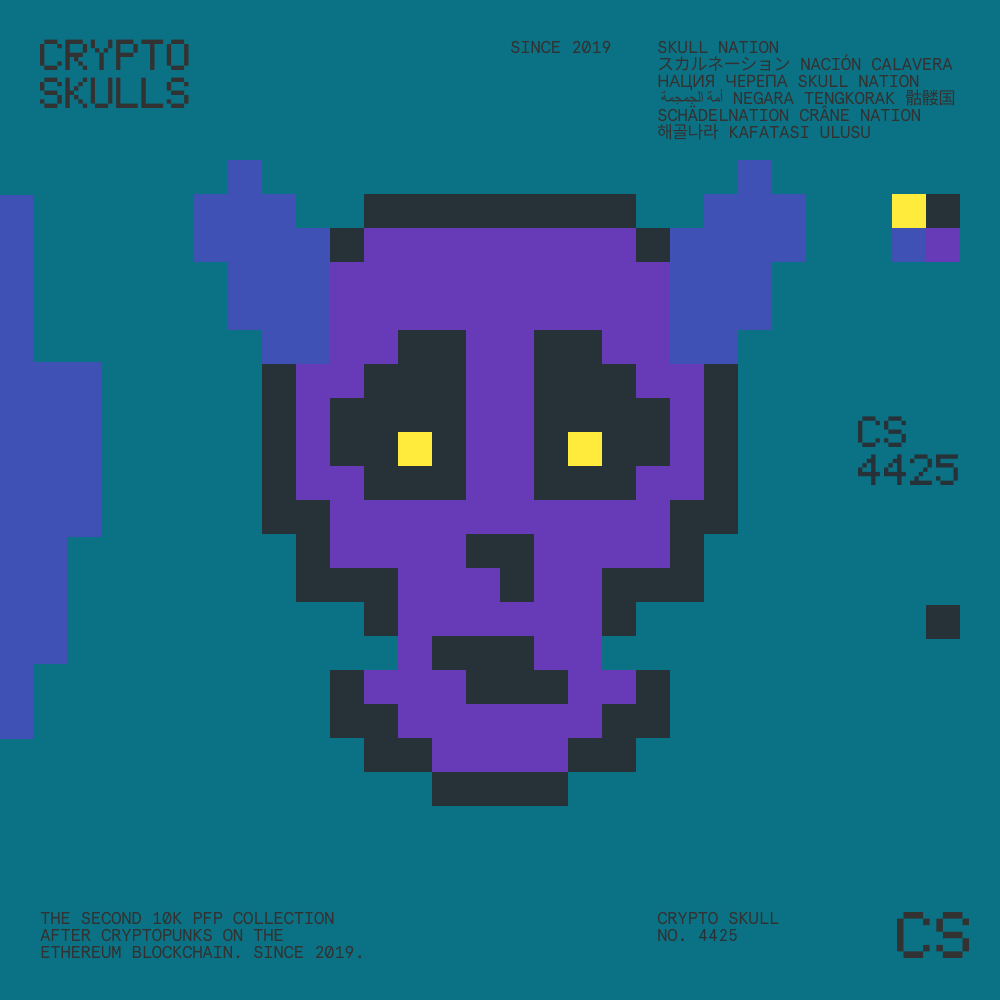 CRYPTO
SKULLS
SINCE 2019
SKULL NATION
スカルネーション NACIÓN CALAVERA
НАЦИЯ ЧЕРЕПА SKULL NATION
أمة الجمجمة NEGARA TENGKORAK 骷髅国
SCHÄDELNATION CRÂNE NATION
해골나라 KAFATASI ULUSU
CS
4425
THE SECOND 10K PFP COLLECTION
AFTER CRYPTOPUNKS ON THE
ETHEREUM BLOCKCHAIN. SINCE 2019.
CRYPTO SKULL
NO. 4425
CS